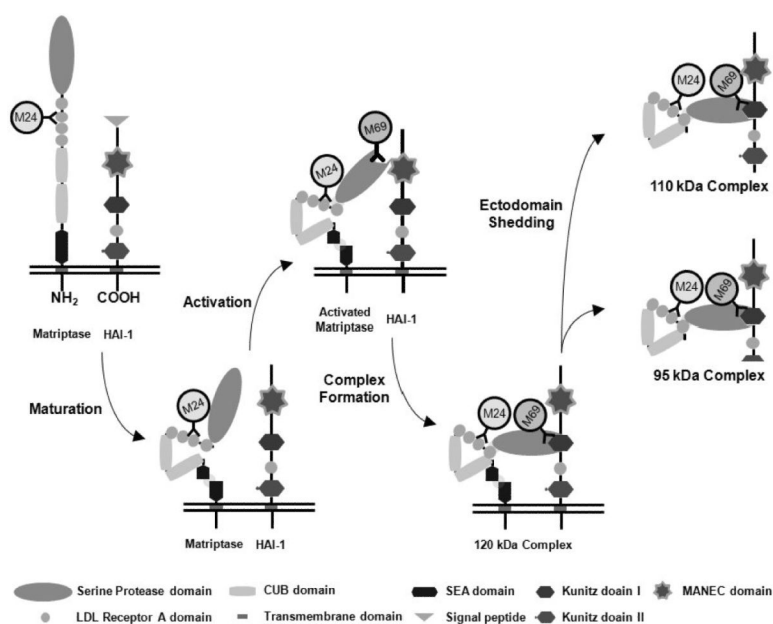 M24
NH2 COOH
Matriptase HAI-1
Maturation
M24
Matriptase HAI-1
Activation
M69
M24
Activated
Matriptase HAI-1
Complex
Formation
M24 M69
120 kDa Complex
Ectodomain
Shedding
M24 M69
110 kDa Complex
M24 M69
95 kDa Complex
Serine Protease domain CUB domain SEA domain Kunitz doain I MANEC domain
LDL Receptor A domain Transmembrane domain Signal peptide Kunitz doain II